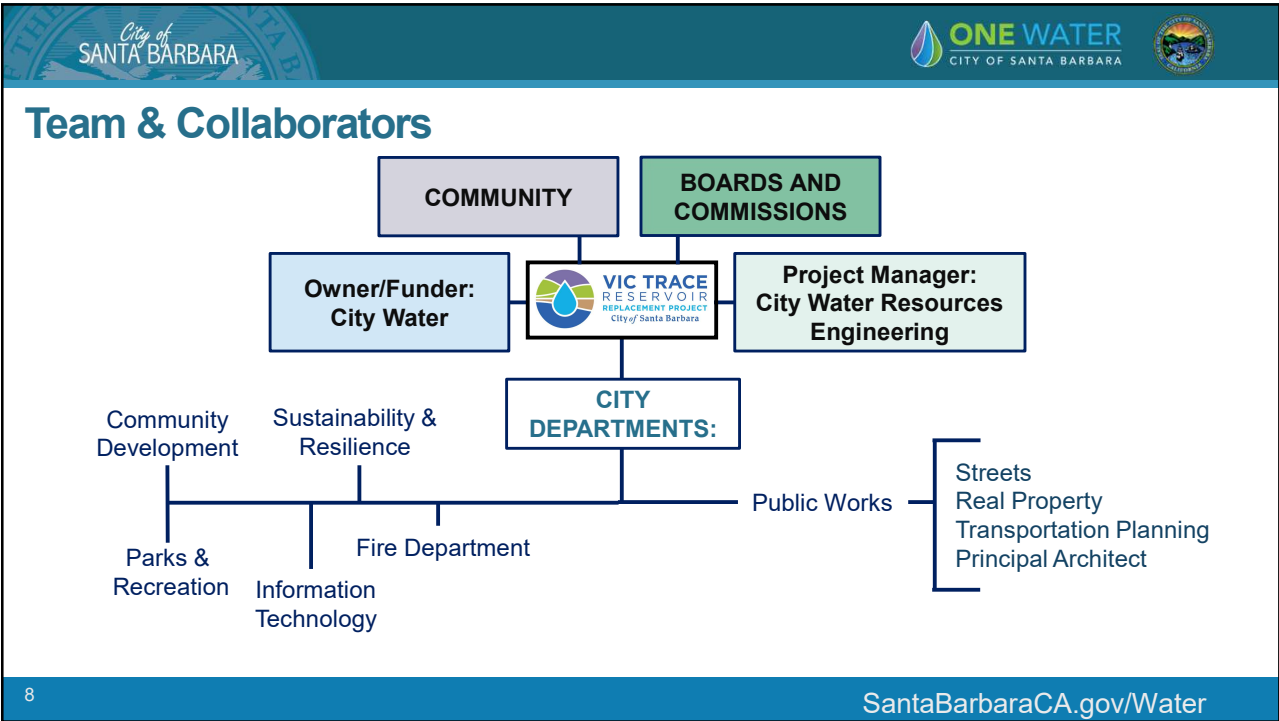 City of
SANTA BARBARA
ONE WATER
CITY OF SANTA BARBARA
Team & Collaborators
COMMUNITY
BOARDS AND
COMMISSIONS
Owner/Funder:
City Water
VIC TRACE
RESERVOIR
REPLACEMENT PROJECT
City of Santa Barbara
Project Manager:
City Water Resources
Engineering
CITY
DEPARTMENTS:
Community
Development
Sustainability &
Resilience
Parks &
Recreation
Information
Technology
Fire Department
Public Works
Streets
Real Property
Transportation Planning
Principal Architect
8
SantaBarbaraCA.gov/Water